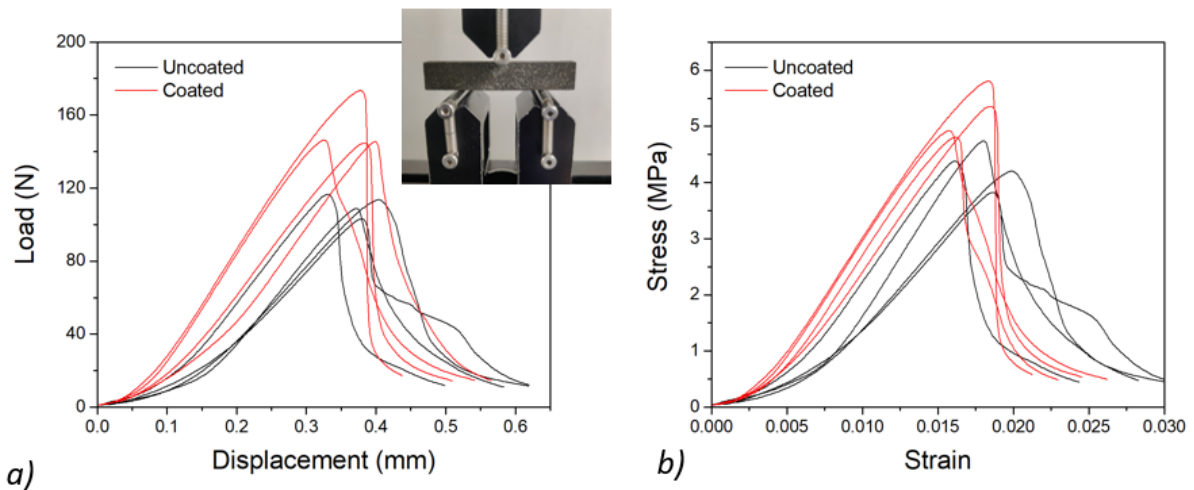 200
160
120
80
40
0
Load (N)
Uncoated
Coated
0.0 0.1 0.2 0.3 0.4 0.5 0.6
Displacement (mm)
a)
6
5
4
3
2
1
0
Stress (MPa)
Uncoated
Coated
0.000 0.005 0.010 0.015 0.020 0.025 0.030
Strain
b)